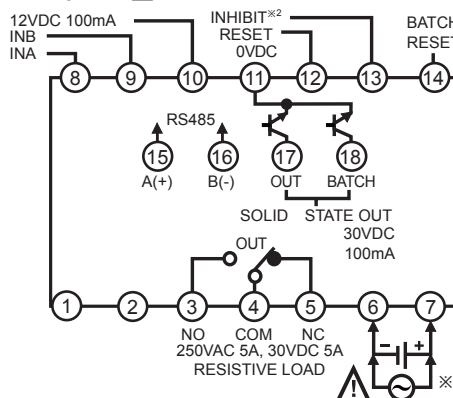 12VDC 100mA
INB
INA
INHIBIT※2
RESET
0VDC
BATCH
RESET
8
9
10
11
12
13
14
RS485
15
16
17
18
A(+)
B(-)
OUT
BATCH
SOLID STATE OUT
30VDC
100mA
OUT
1
2
3
4
5
6
7
NO
COM
NC
250VAC 5A, 30VDC 5A
RESISTIVE LOAD
−
+
!
~
※